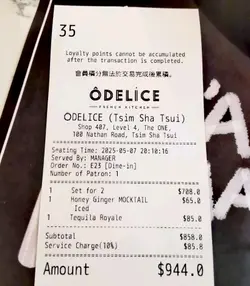 35
Loyalty points cannot be accumulated
after the transaction is completed.
會員積分無法於交易完成後累積。
ÔDELICE
FRENCH KITCHEN
ODELICE (Tsim Sha Tsui)
Shop 407, Level 4, The ONE,
100 Nathan Road, Tsim Sha Tsui
Seating Time: 2025-05-07 20:10:16
Served By: MANAGER
Order No.: E23 [Dine-in]
Number of Patron: 1
1 Set for 2 $708.0
1 Honey Ginger MOCKTAIL $65.0
Iced
1 Tequila Royale $85.0
Subtotal $858.0
Service Charge(10%) $85.8
Amount $944.0